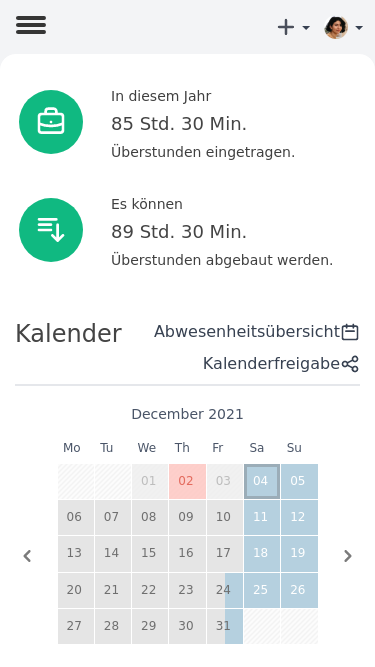 In diesem Jahr
85 Std. 30 Min.
Überstunden eingetragen.
Es können
89 Std. 30 Min.
Überstunden abgebaut werden.
Kalender
Abwesenheitsübersicht
Kalenderfreigabe
December 2021
Mo Tu We Th Fr Sa Su
01 02 03 04 05
06 07 08 09 10 11 12
13 14 15 16 17 18 19
20 21 22 23 24 25 26
27 28 29 30 31